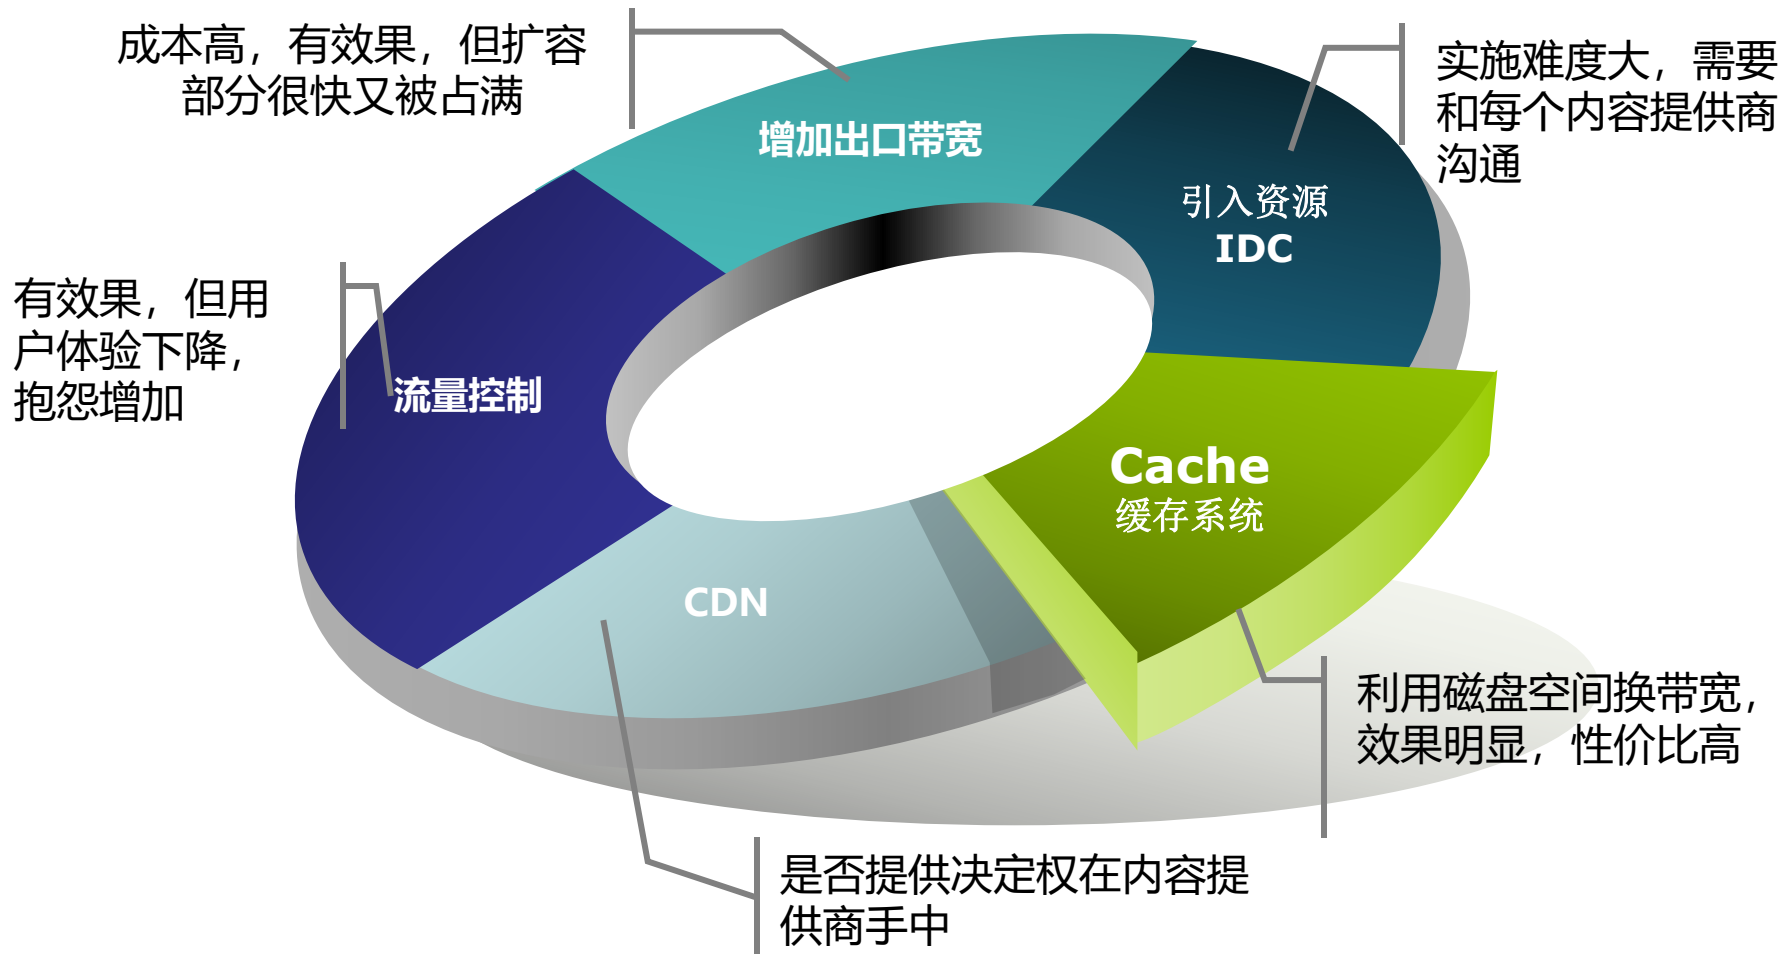 成本高，有效果，但扩容
部分很快又被占满
增加出口带宽
实施难度大，需要
和每个内容提供商
沟通
引入资源
IDC
有效果，但用
户体验下降，
抱怨增加
流量控制
Cache
缓存系统
CDN
利用磁盘空间换带宽，
效果明显，性价比高
是否提供决定权在内容提
供商手中